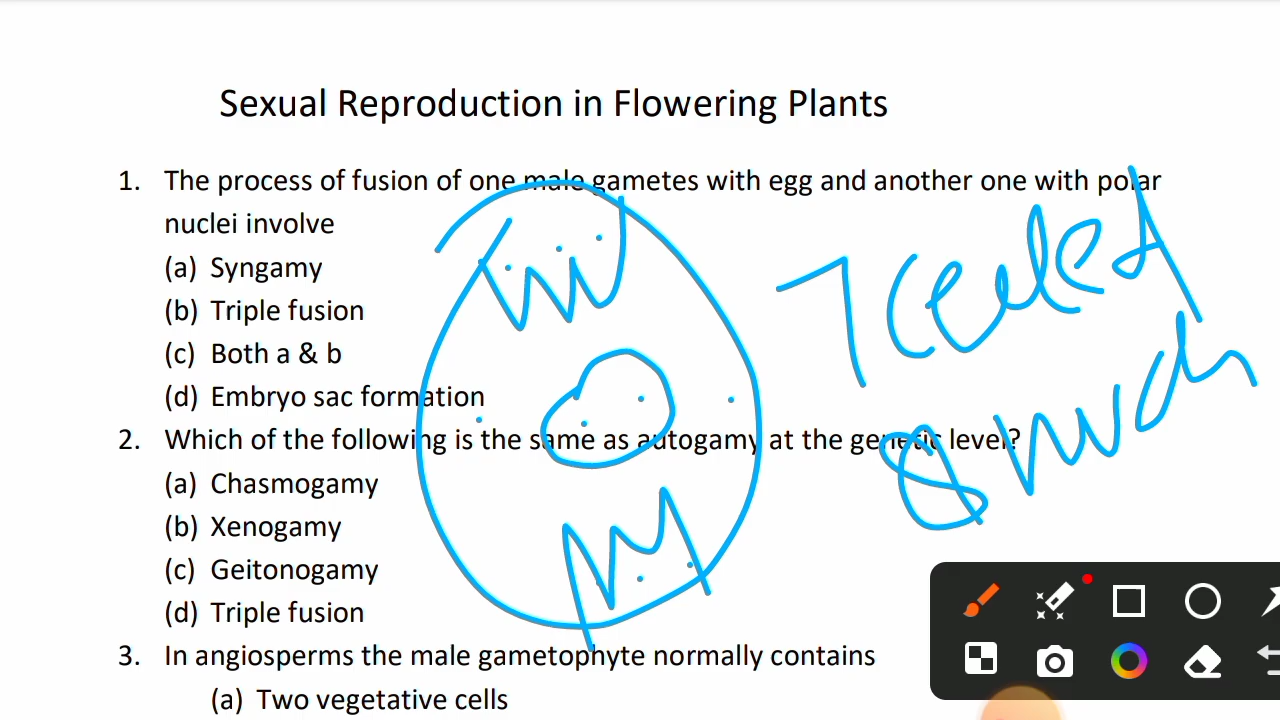 Sexual Reproduction in Flowering Plants
1. The process of fusion of one male gametes with egg and another one with polar
nuclei involve
(a) Syngamy
(b) Triple fusion
(c) Both a & b
(d) Embryo sac formation
2. Which of the following is the same as autogamy at the genetic level?
(a) Chasmogamy
(b) Xenogamy
(c) Geitonogamy
(d) Triple fusion
3. In angiosperms the male gametophyte normally contains
(a) Two vegetative cells
7 celled
8